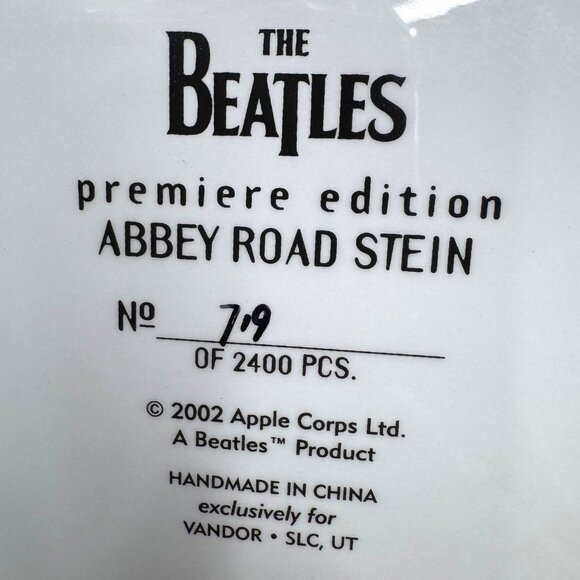 THE
BEATLES
premiere edition
ABBEY ROAD STEIN
No 719
OF 2400 PCS.
© 2002 Apple Corps Ltd.
A Beatles™ Product
HANDMADE IN CHINA
exclusively for
VANDOR • SLC, UT